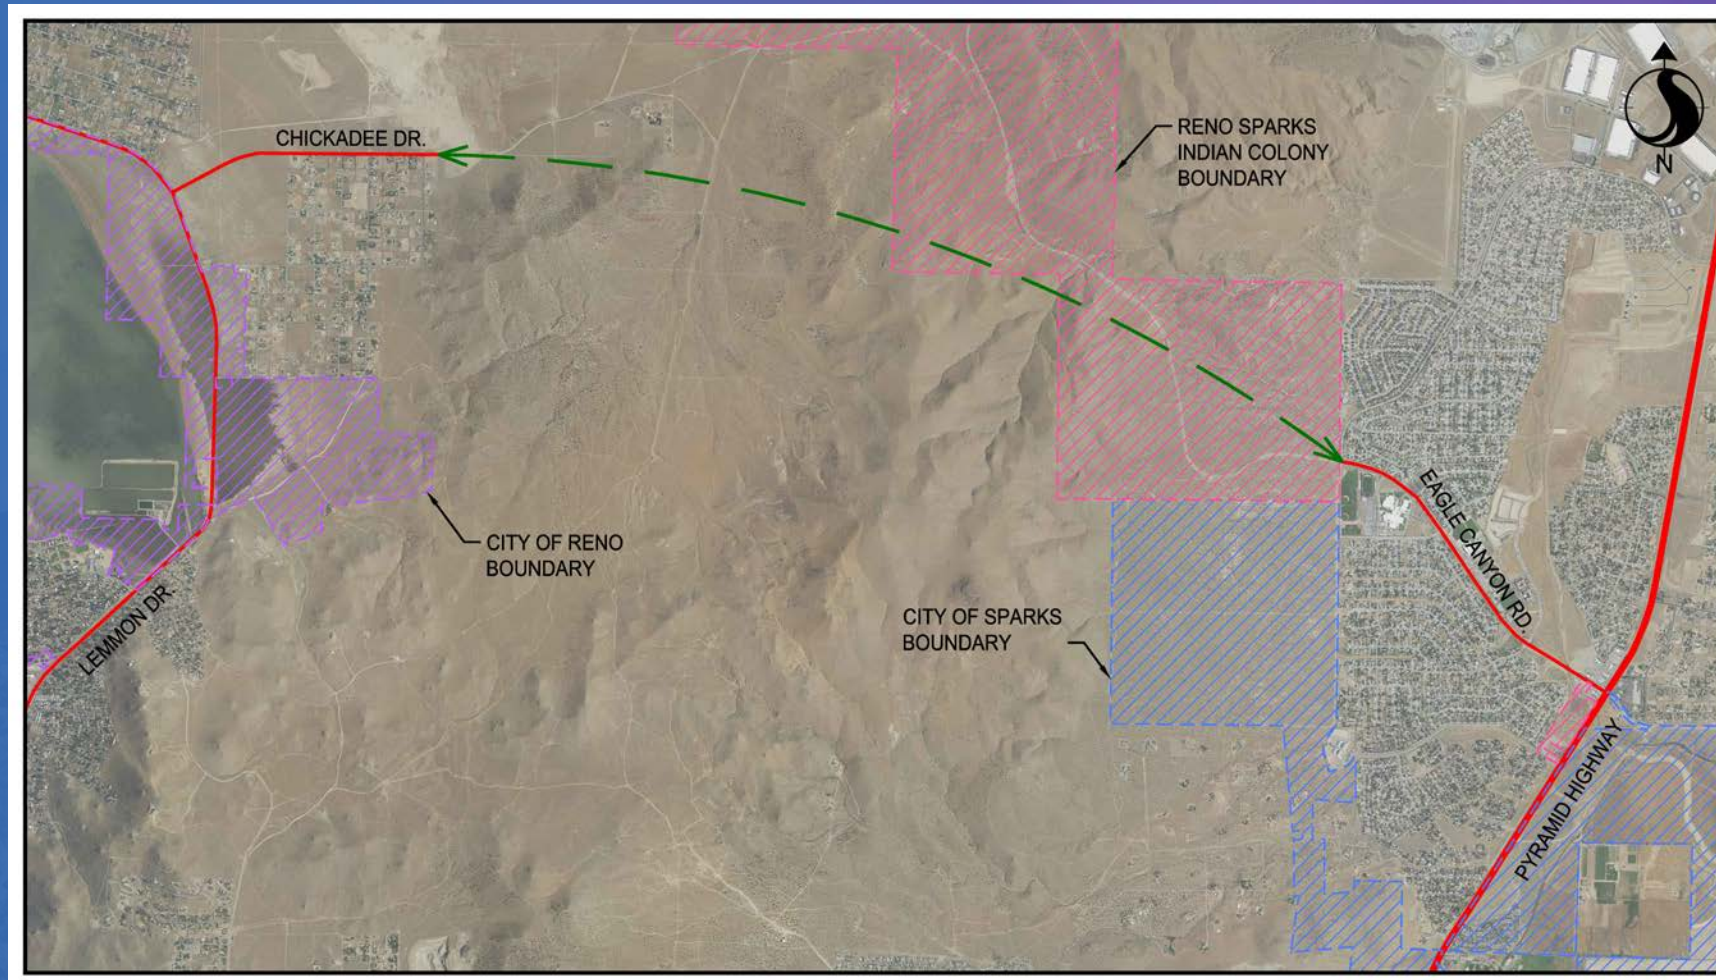 CHICKADEE DR.
RENO SPARKS
INDIAN COLONY
BOUNDARY
N
EAGLE CANYON RD.
CITY OF RENO
BOUNDARY
LEMMON DR.
CITY OF SPARKS
BOUNDARY
PYRAMID HIGHWAY